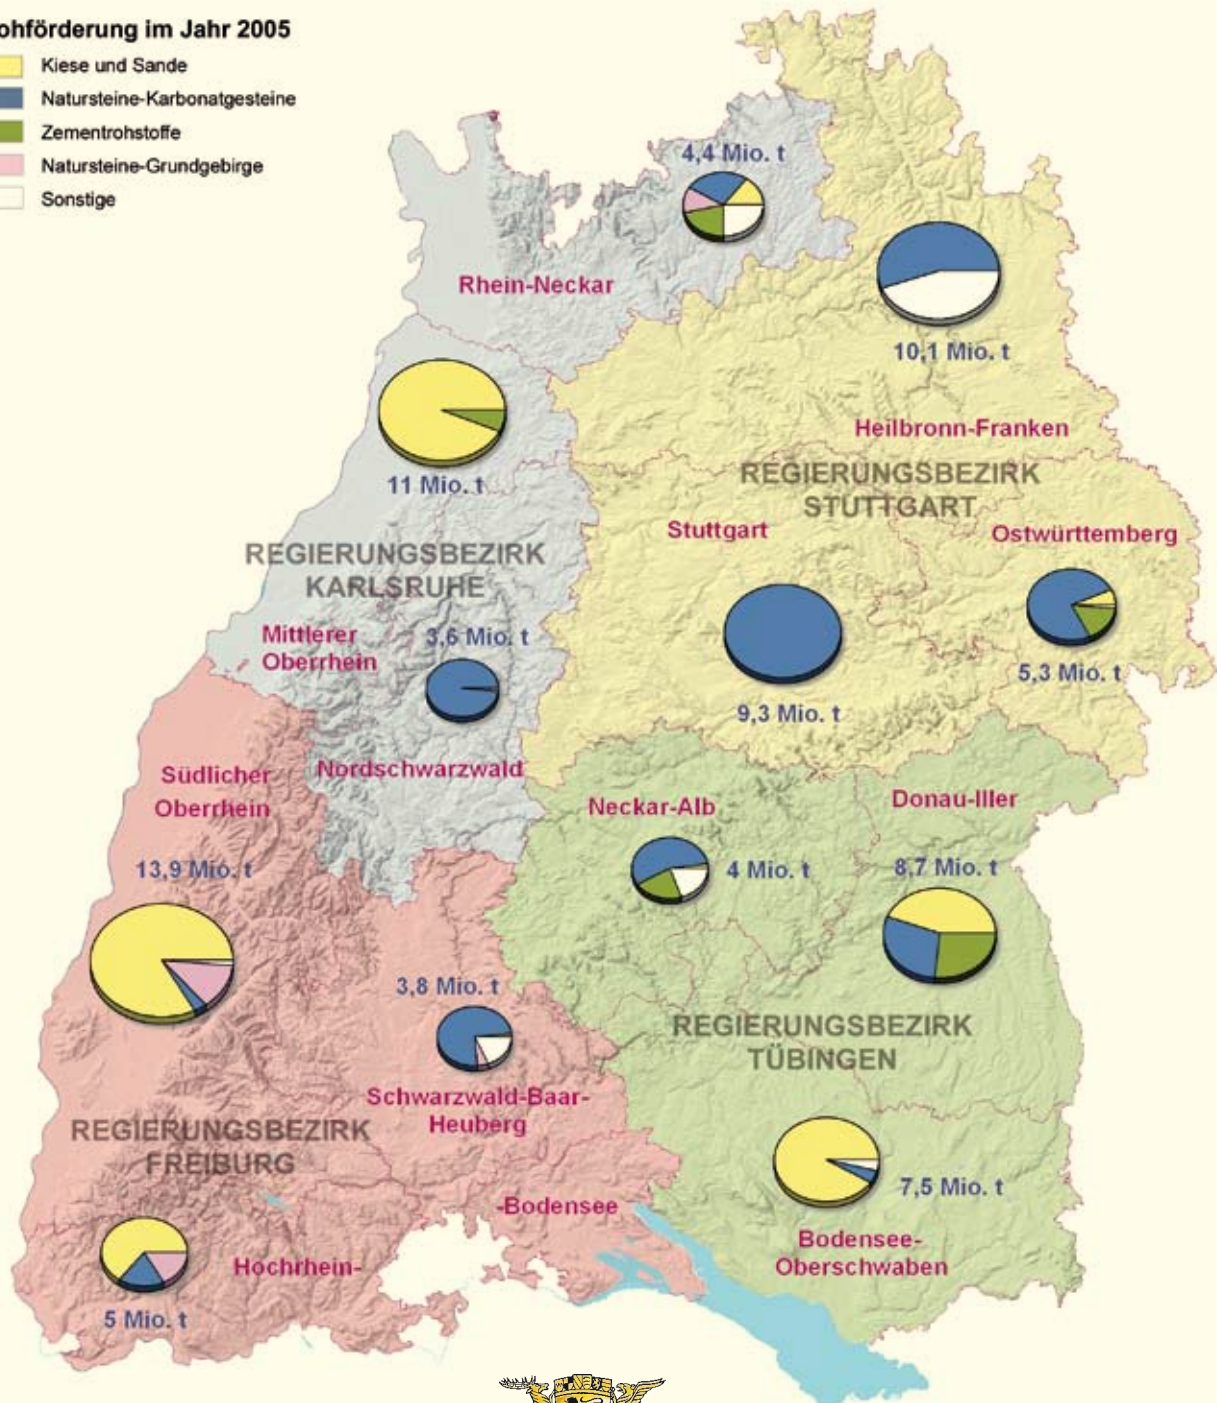 ohförderung im Jahr 2005
Kiese und Sande
Natursteine-Karbonatgesteine
Zementrohstoffe
Natursteine-Grundgebirge
Sonstige
4,4 Mio. t
Rhein-Neckar
10,1 Mio. t
11 Mio. t
Heilbronn-Franken
REGIERUNGSBEZIRK
STUTTGART
Stuttgart
Ostwürttemberg
REGIERUNGSBEZIRK
KARLSRUHE
Mittlerer
Oberrhein
3,6 Mio. t
5,3 Mio. t
9,3 Mio. t
Nordschwarzwald
Südlicher
Oberrhein
Neckar-Alb
Donau-Iller
13,9 Mio. t
4 Mio. t
8,7 Mio. t
3,8 Mio. t
REGIERUNGSBEZIRK
TÜBINGEN
Schwarzwald-Baar-
Heuberg
REGIERUNGSBEZIRK
FREIBURG
7,5 Mio. t
-Bodensee
Bodensee-
Oberschwaben
Hochrhein-
5 Mio. t